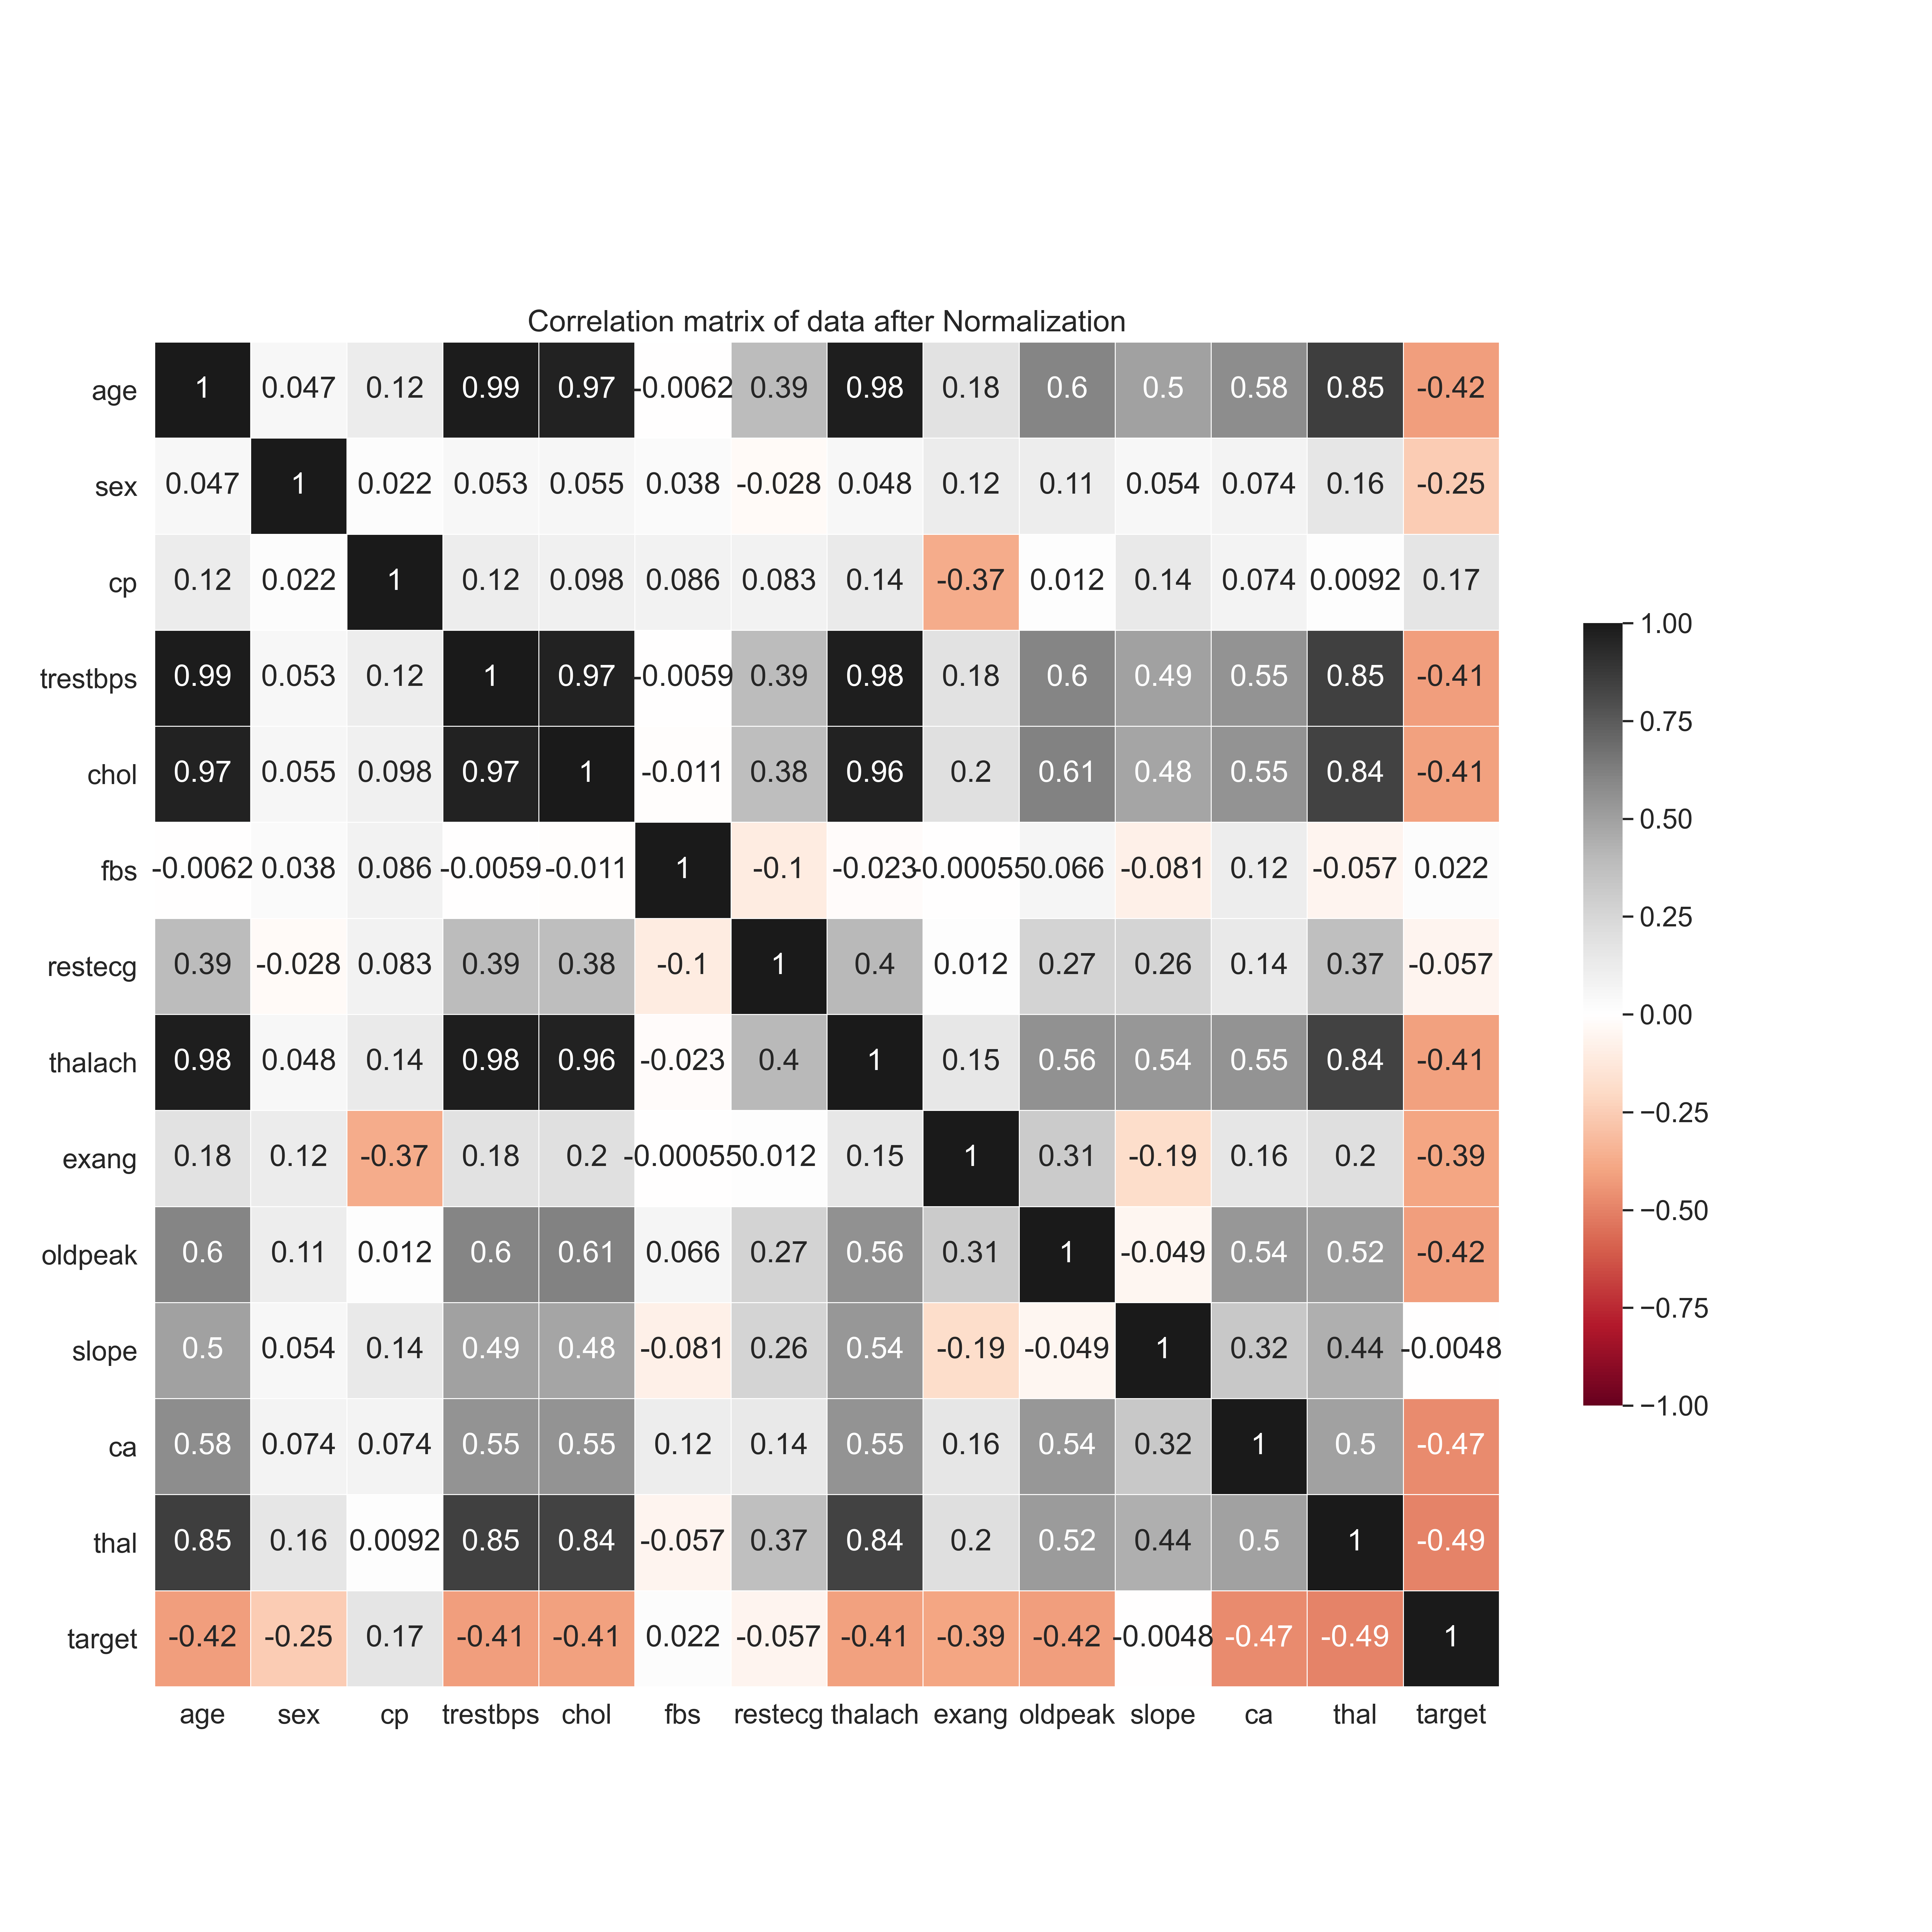 Correlation matrix of data after Normalization
age 1 0.047 0.12 0.99 0.97 -0.0062 0.39 0.98 0.18 0.6 0.5 0.58 0.85 -0.42
sex 0.047 1 0.022 0.053 0.055 0.038 -0.028 0.048 0.12 0.11 0.054 0.074 0.16 -0.25
cp 0.12 0.022 1 0.12 0.098 0.086 0.083 0.14 -0.37 0.012 0.14 0.074 0.0092 0.17
trestbps 0.99 0.053 0.12 1 0.97 -0.0059 0.39 0.98 0.18 0.6 0.49 0.55 0.85 -0.41
chol 0.97 0.055 0.098 0.97 1 -0.011 0.38 0.96 0.2 0.61 0.48 0.55 0.84 -0.41
fbs -0.0062 0.038 0.086 -0.0059 -0.011 1 -0.1 -0.023 -0.00055 0.066 -0.081 0.12 -0.057 0.022
restecg 0.39 -0.028 0.083 0.39 0.38 -0.1 1 0.4 0.012 0.27 0.26 0.14 0.37 -0.057
thalach 0.98 0.048 0.14 0.98 0.96 -0.023 0.4 1 0.15 0.56 0.54 0.55 0.84 -0.41
exang 0.18 0.12 -0.37 0.18 0.2 -0.00055 0.012 0.15 1 0.31 -0.19 0.16 0.2 -0.39
oldpeak 0.6 0.11 0.012 0.6 0.61 0.066 0.27 0.56 0.31 1 -0.049 0.54 0.52 -0.42
slope 0.5 0.054 0.14 0.49 0.48 -0.081 0.26 0.54 -0.19 -0.049 1 0.32 0.44 -0.0048
ca 0.58 0.074 0.074 0.55 0.55 0.12 0.14 0.55 0.16 0.54 0.32 1 0.5 -0.47
thal 0.85 0.16 0.0092 0.85 0.84 -0.057 0.37 0.84 0.2 0.52 0.44 0.5 1 -0.49
target -0.42 -0.25 0.17 -0.41 -0.41 0.022 -0.057 -0.41 -0.39 -0.42 -0.0048 -0.47 -0.49 1
age sex cp trestbps chol fbs restecg thalach exang oldpeak slope ca thal target
1.00
0.75
0.50
0.25
0.00
−0.25
−0.50
−0.75
−1.00